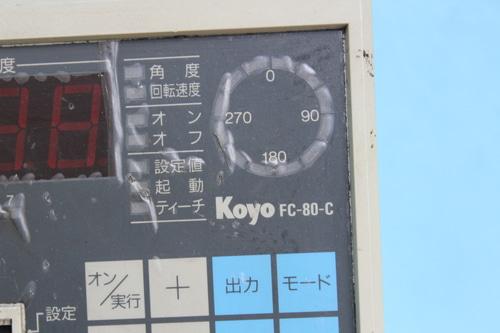 度
角 度
回転速度
オン
オフ
設定値
起動
ティーチ
0
270 90
180
Koyo FC-80-C
7
オン/実行
+
出力
モード
設定